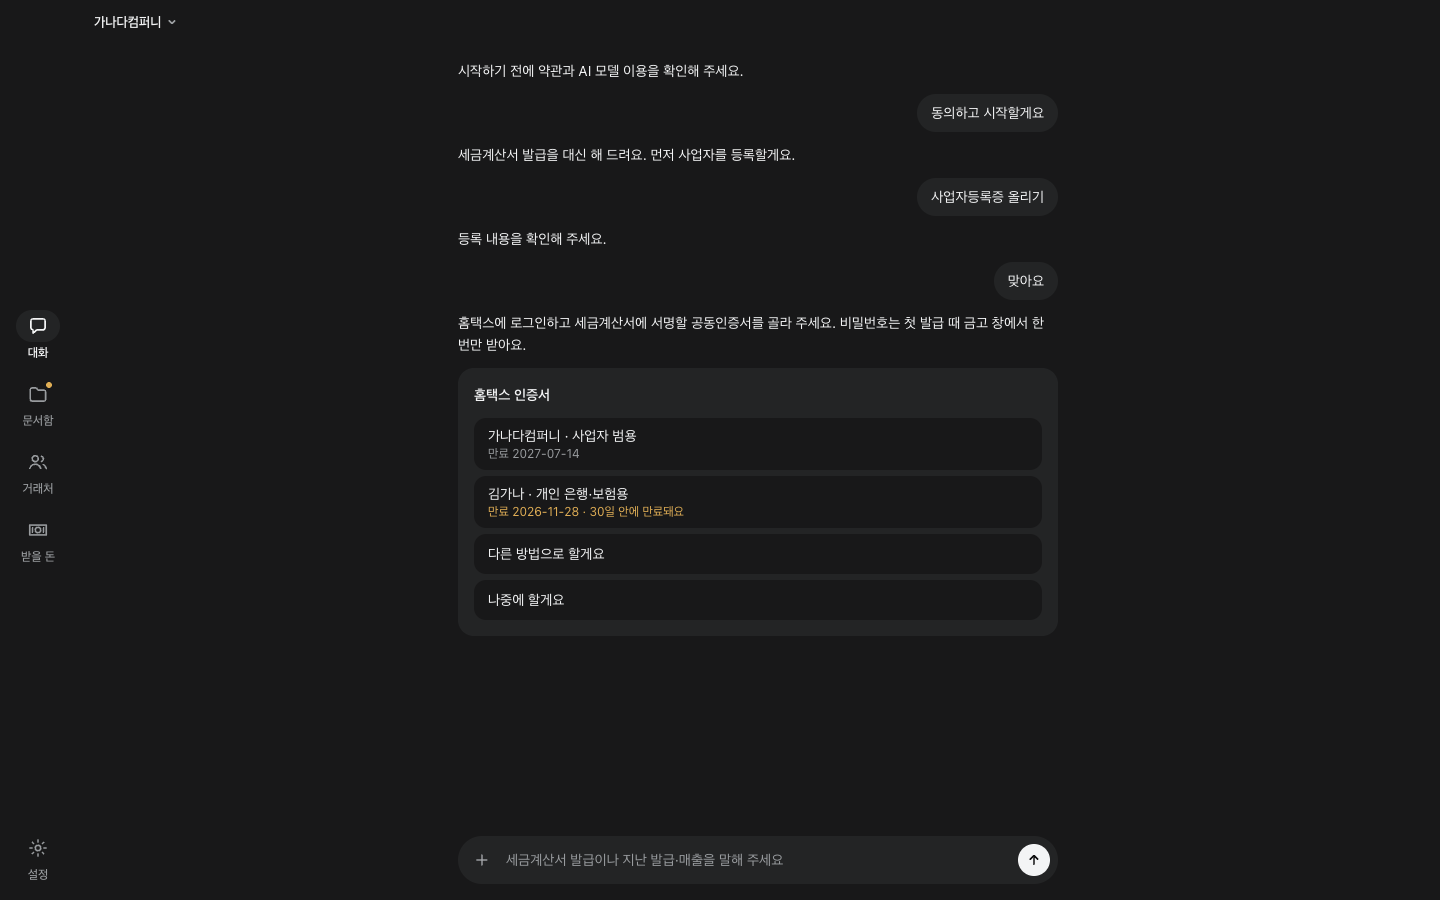 가나다컴퍼니
시작하기 전에 약관과 AI 모델 이용을 확인해 주세요.
동의하고 시작할게요
세금계산서 발급을 대신 해 드려요. 먼저 사업자를 등록할게요.
사업자등록증 올리기
등록 내용을 확인해 주세요.
맞아요
홈택스에 로그인하고 세금계산서에 서명할 공동인증서를 골라 주세요. 비밀번호는 첫 발급 때 금고 창에서 한
번만 받아요.
홈택스 인증서
가나다컴퍼니 · 사업자 범용
만료 2027-07-14
김가나 · 개인 은행·보험용
만료 2026-11-28 · 30일 안에 만료돼요
다른 방법으로 할게요
나중에 할게요
대화
문서함
거래처
받을 돈
설정
세금계산서 발급이나 지난 발급·매출을 말해 주세요